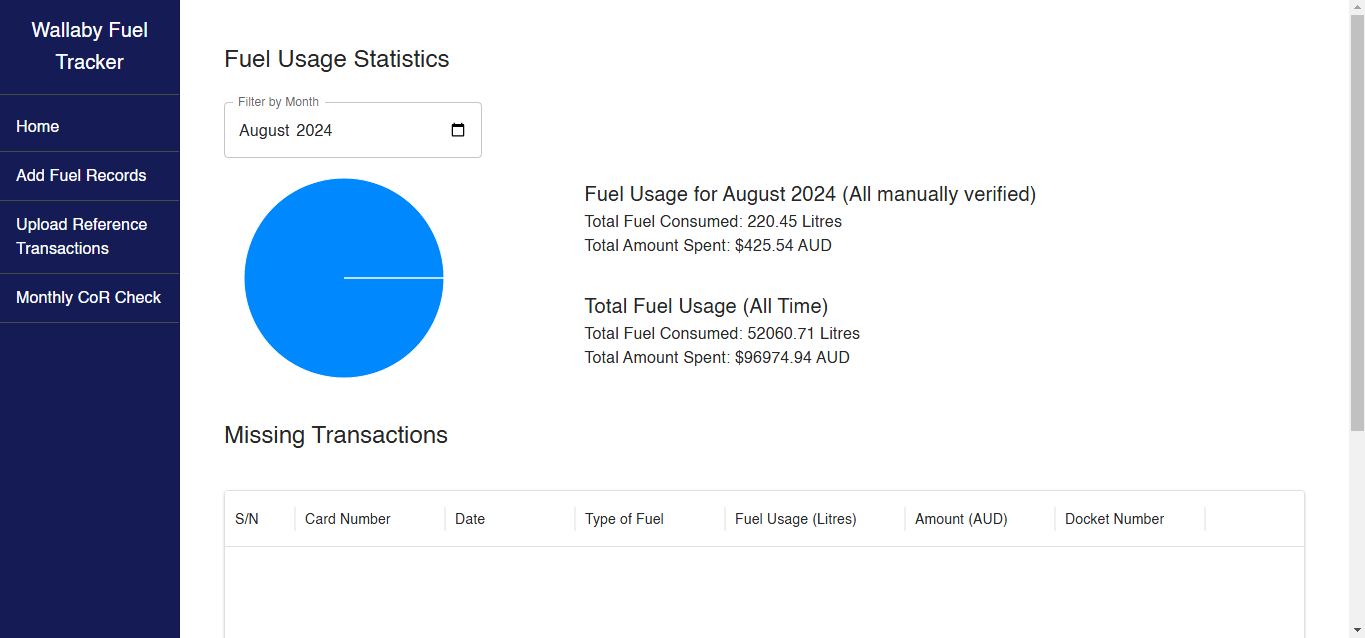 Wallaby Fuel
Tracker
Home
Add Fuel Records
Upload Reference
Transactions
Monthly CoR Check
Fuel Usage Statistics
Filter by Month
August 2024
Fuel Usage for August 2024 (All manually verified)
Total Fuel Consumed: 220.45 Litres
Total Amount Spent: $425.54 AUD
Total Fuel Usage (All Time)
Total Fuel Consumed: 52060.71 Litres
Total Amount Spent: $96974.94 AUD
Missing Transactions
S/N Card Number Date Type of Fuel Fuel Usage (Litres) Amount (AUD) Docket Number